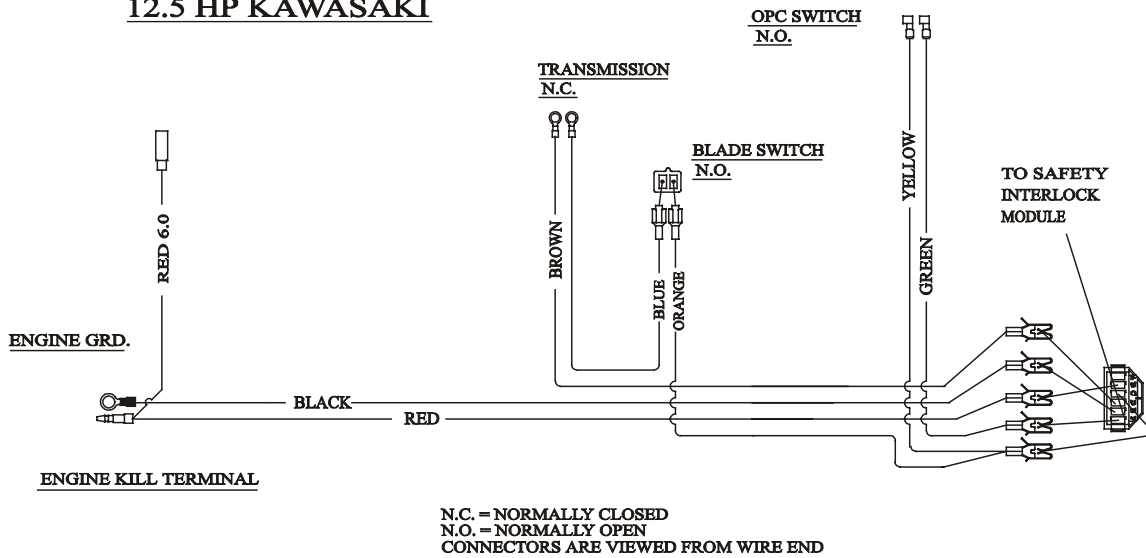 12.5 HP KAWASAKI
OPC SWITCH
N.O.
TRANSMISSION
N.C.
BLADE SWITCH
N.O.
TO SAFETY
INTERLOCK
MODULE
RED 6.0
BROWN
BLUE
ORANGE
YELLOW
GREEN
ENGINE GRD.
BLACK
RED
ENGINE KILL TERMINAL
N.C. = NORMALLY CLOSED
N.O. = NORMALLY OPEN
CONNECTORS ARE VIEWED FROM WIRE END